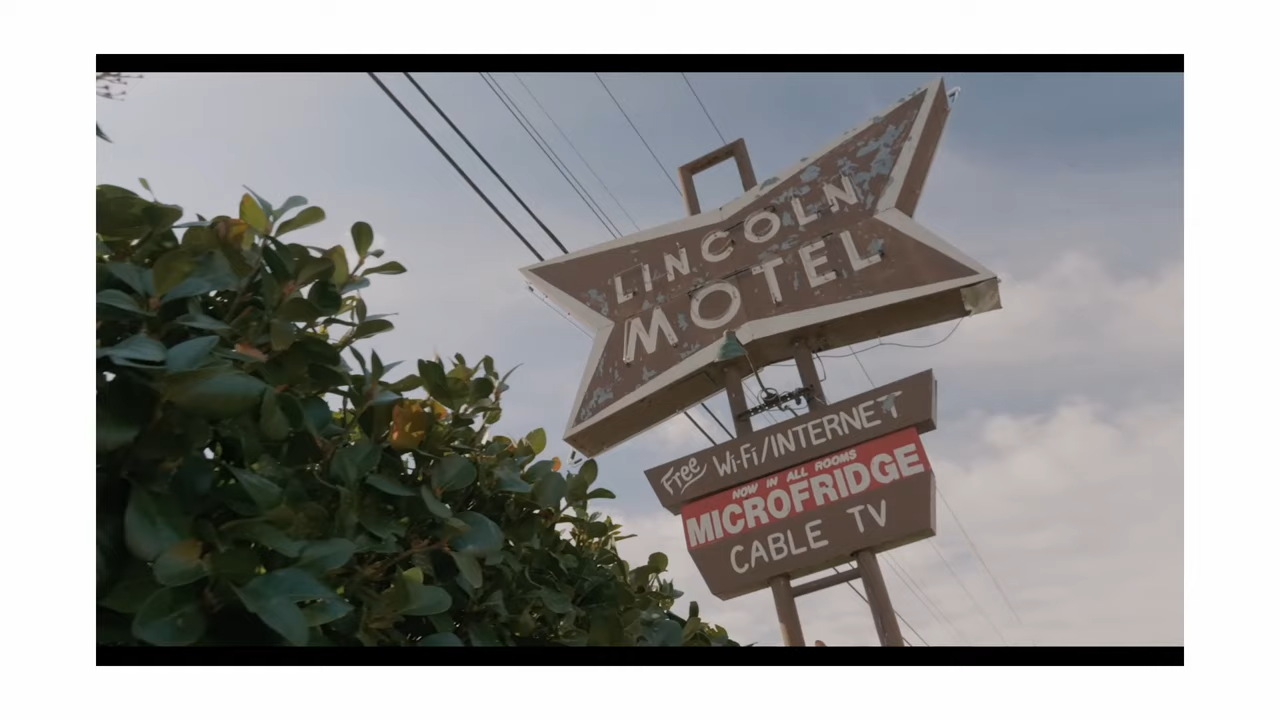 LINCOLN
MOTEL
Free Wi-Fi/INTERNET
NOW IN ALL ROOMS
MICROFRIDGE
CABLE TV